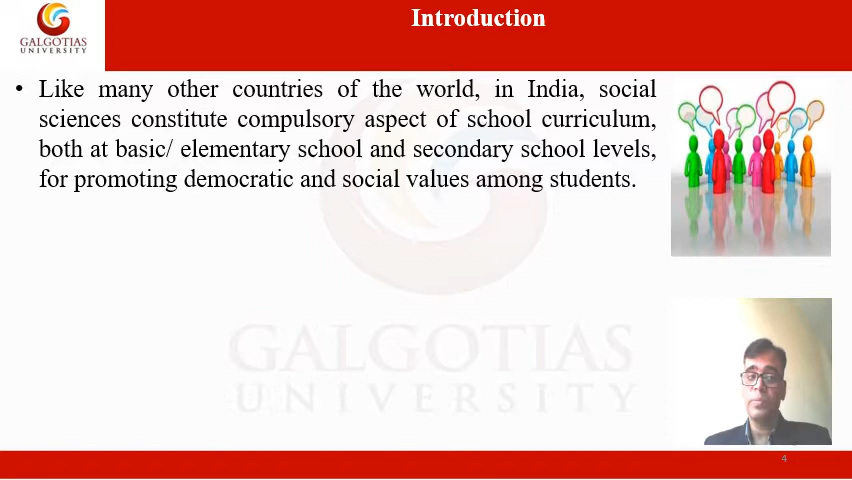 Introduction
GALGOTIAS
UNIVERSITY
• Like many other countries of the world, in India, social
sciences constitute compulsory aspect of school curriculum,
both at basic/ elementary school and secondary school levels,
for promoting democratic and social values among students.
GALGOTIAS
UNIVERSITY
4